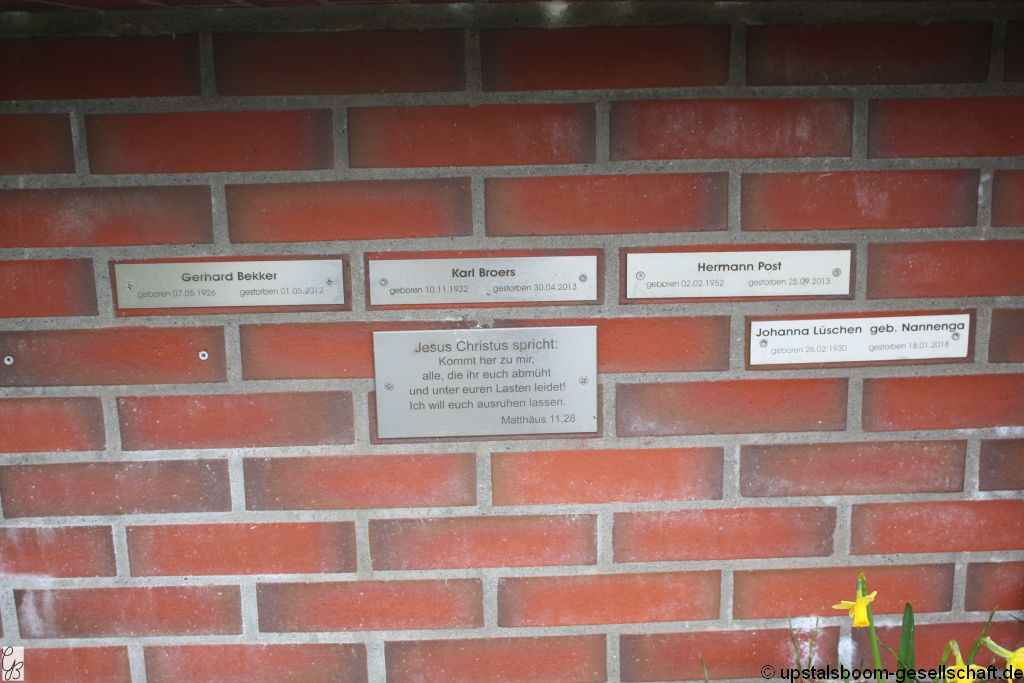 Gerhard Bekker
geboren 07.05.1926 gestorben 01.05.2012
Karl Broers
geboren 10.11.1932 gestorben 30.04.2013
Hermann Post
geboren 02.02.1952 gestorben 25.09.2013
Johanna Lüschen geb. Nannenga
geboren 26.02.1930 gestorben 18.01.2018
Jesus Christus spricht:
Kommt her zu mir,
alle, die ihr euch abmüht
und unter euren Lasten leidet!
Ich will euch ausruhen lassen.
Matthäus 11,28
GB
© upstalsboom-gesellschaft.de